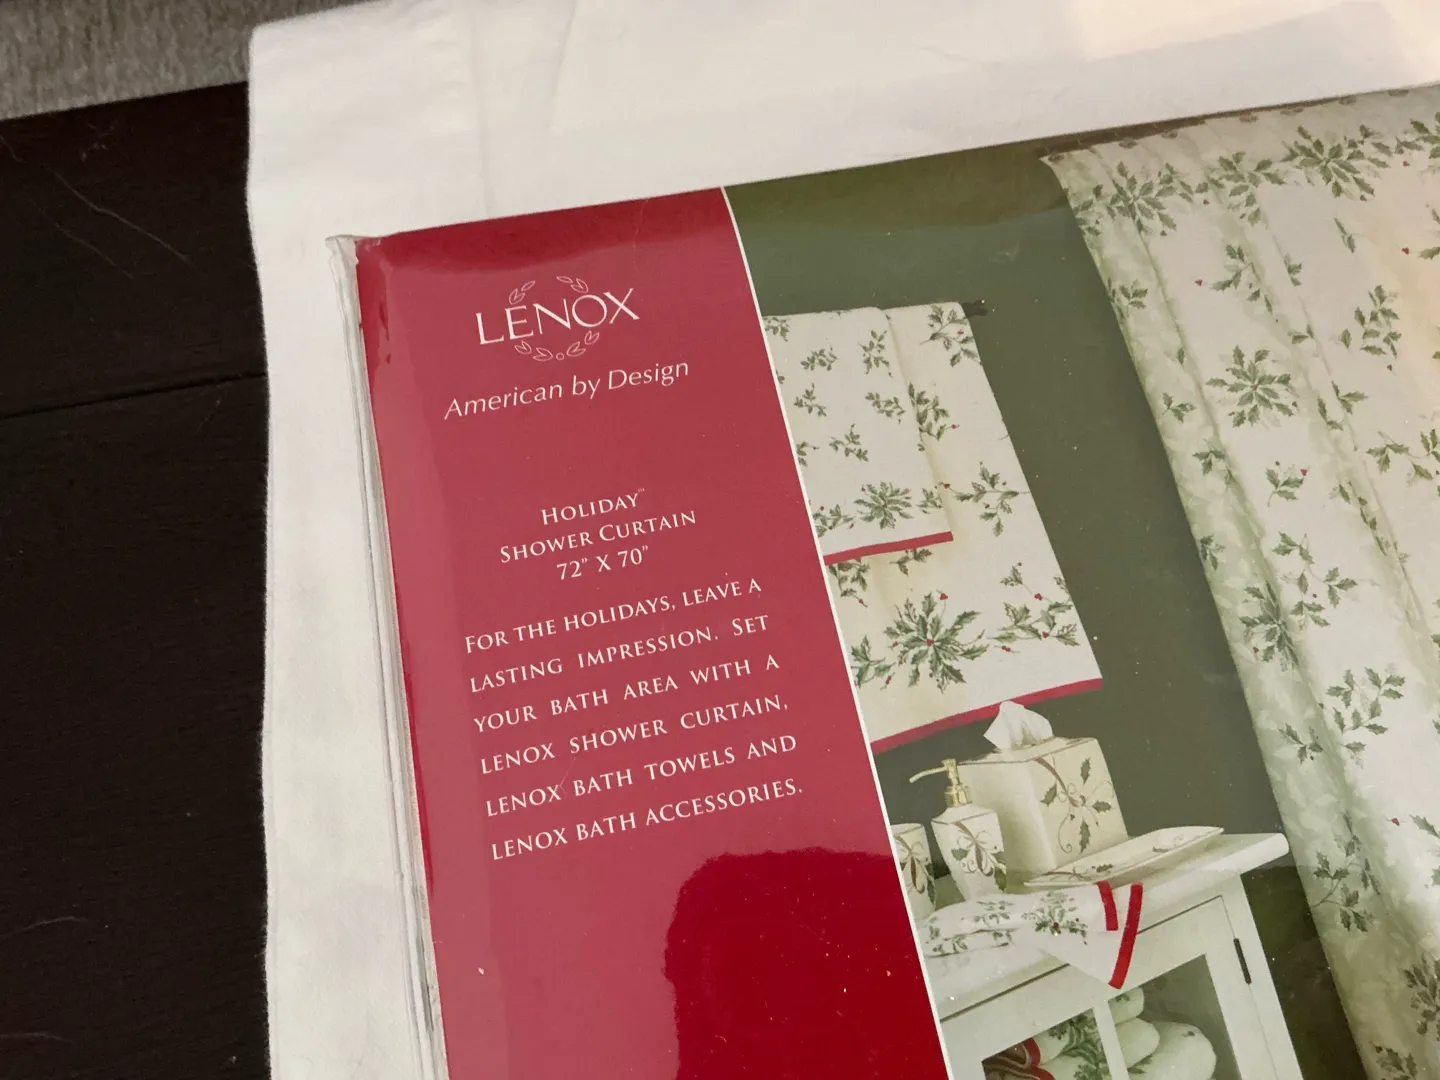 LENOX
American by Design
HOLIDAY™
SHOWER CURTAIN
72" X 70"
FOR THE HOLIDAYS, LEAVE A
LASTING IMPRESSION. SET
YOUR BATH AREA WITH A
LENOX SHOWER CURTAIN,
LENOX BATH TOWELS AND
LENOX BATH ACCESSORIES.